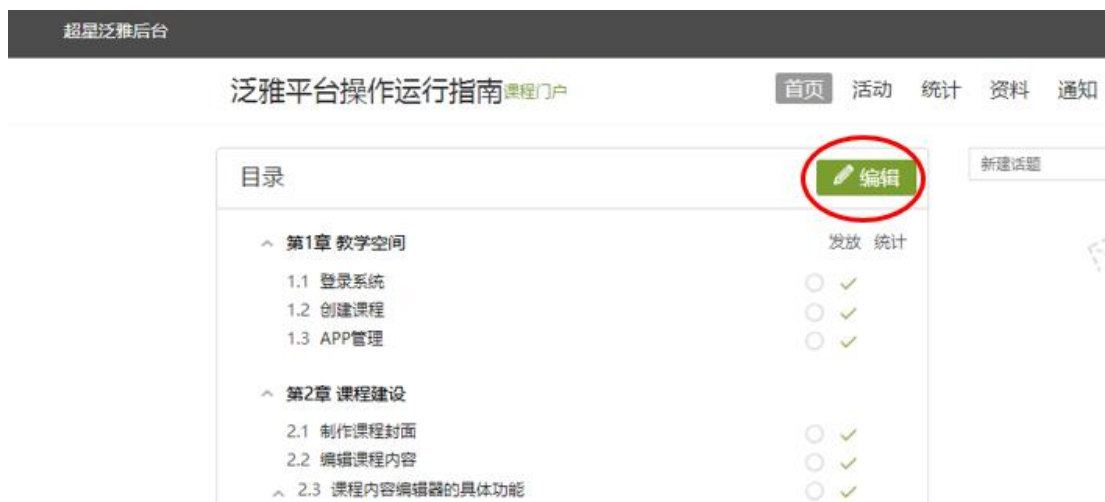 超星泛雅后台
泛雅平台操作运行指南课程门户 首页 活动 统计 资料 通知
目录 编辑 新建话题
第1章 教学空间 发放 统计
1.1 登录系统
1.2 创建课程
1.3 APP管理
第2章 课程建设
2.1 制作课程封面
2.2 编辑课程内容
2.3 课程内容编辑器的具体功能